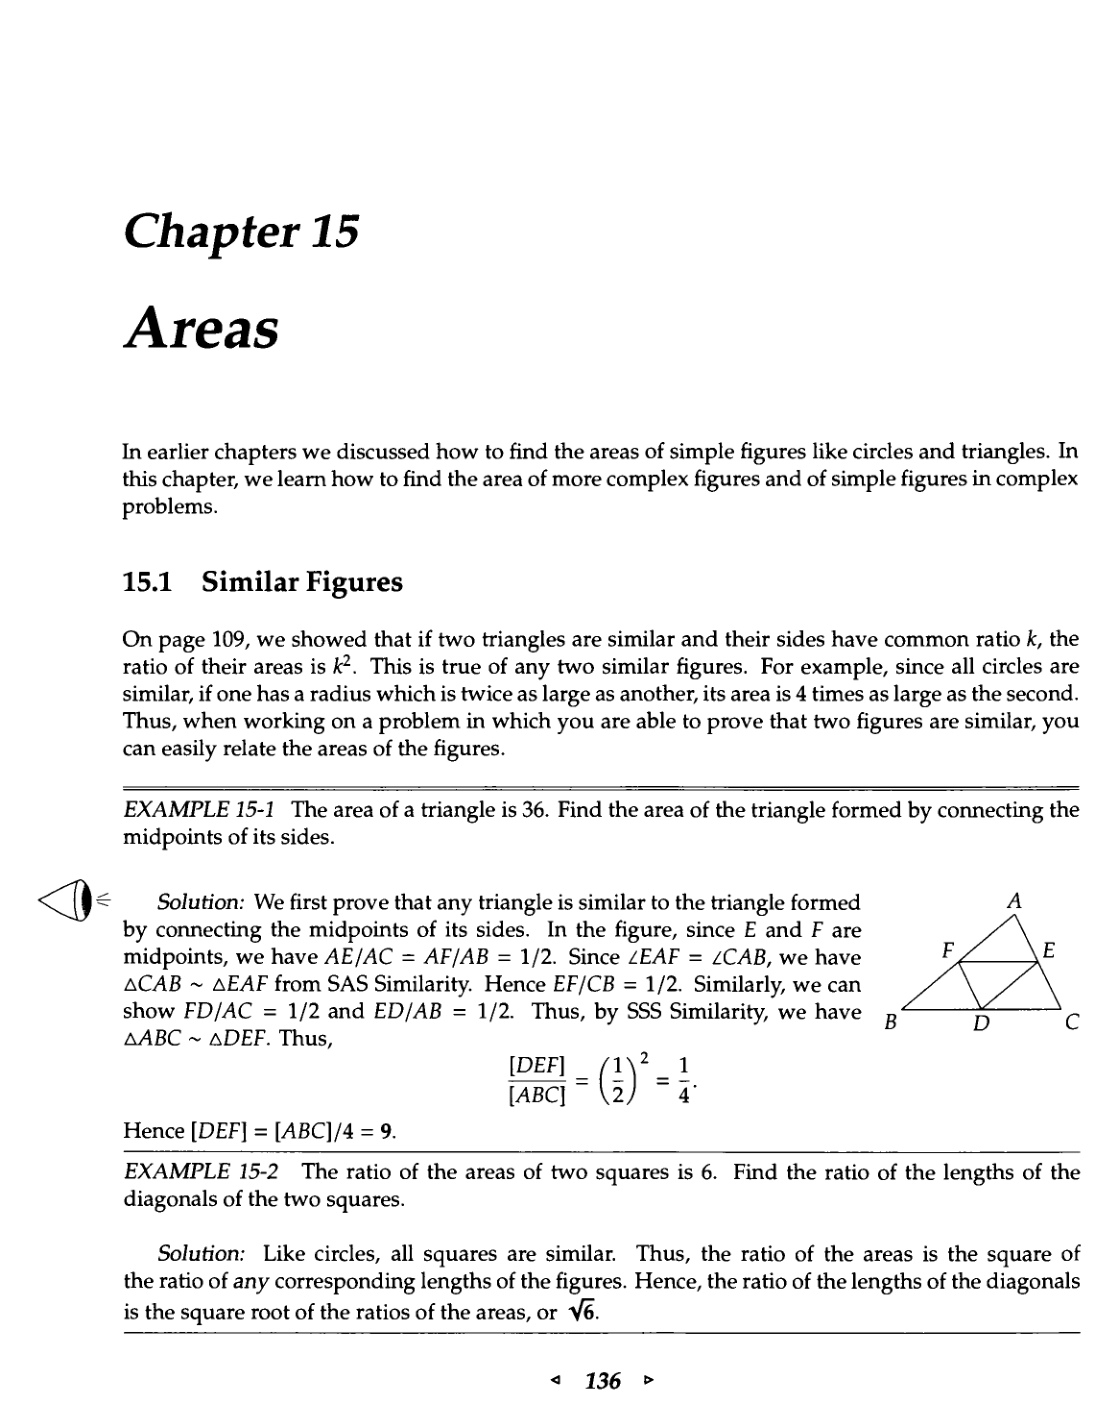 Chapter 15
Areas
In earlier chapters we discussed how to find the areas of simple figures like circles and triangles. In
this chapter, we learn how to find the area of more complex figures and of simple figures in complex
problems.
15.1 Similar Figures
On page 109, we showed that if two triangles are similar and their sides have common ratio k, the
ratio of their areas is k². This is true of any two similar figures. For example, since all circles are
similar, if one has a radius which is twice as large as another, its area is 4 times as large as the second.
Thus, when working on a problem in which you are able to prove that two figures are similar, you
can easily relate the areas of the figures.
EXAMPLE 15-1 The area of a triangle is 36. Find the area of the triangle formed by connecting the
midpoints of its sides.
Solution: We first prove that any triangle is similar to the triangle formed
by connecting the midpoints of its sides. In the figure, since E and F are
midpoints, we have AE/AC = AF/AB = 1/2. Since ∠EAF = ∠CAB, we have
△CAB ~ △EAF from SAS Similarity. Hence EF/CB = 1/2. Similarly, we can
show FD/AC = 1/2 and ED/AB = 1/2. Thus, by SSS Similarity, we have
△ABC ~ △DEF. Thus,
A
F E
B D C
[DEF]/[ABC] = (1/2)² = 1/4.
Hence [DEF] = [ABC]/4 = 9.
EXAMPLE 15-2 The ratio of the areas of two squares is 6. Find the ratio of the lengths of the
diagonals of the two squares.
Solution: Like circles, all squares are similar. Thus, the ratio of the areas is the square of
the ratio of any corresponding lengths of the figures. Hence, the ratio of the lengths of the diagonals
is the square root of the ratios of the areas, or √6.
◁ 136 ▷